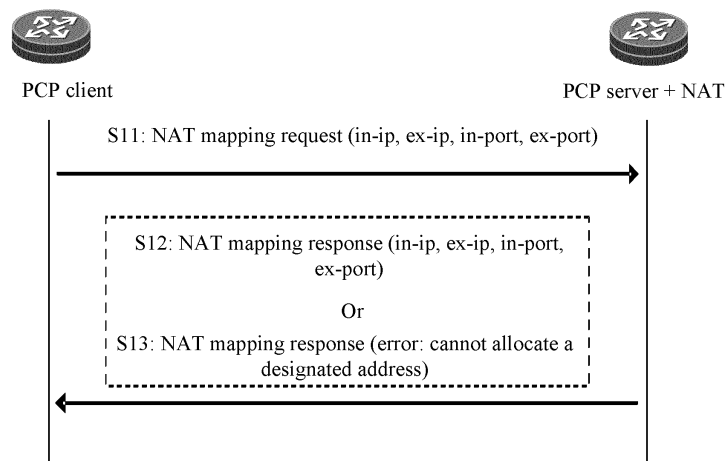 PCP client
PCP server + NAT
S11: NAT mapping request (in-ip, ex-ip, in-port, ex-port)
S12: NAT mapping response (in-ip, ex-ip, in-port,
ex-port)
Or
S13: NAT mapping response (error: cannot allocate a
designated address)